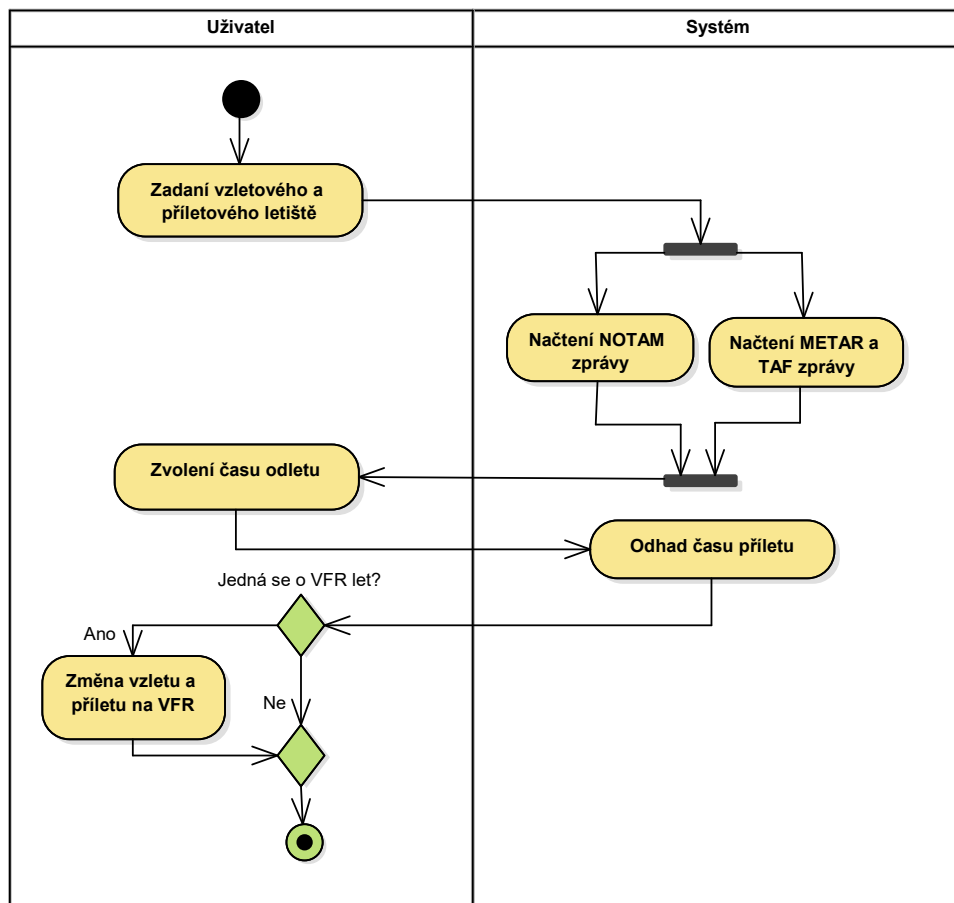 Uživatel
Systém
Zadaní vzletového a
příletového letiště
Načtení NOTAM
zprávy
Načtení METAR a
TAF zprávy
Zvolení času odletu
Odhad času příletu
Jedná se o VFR let?
Ano
Změna vzletu a
příletu na VFR
Ne